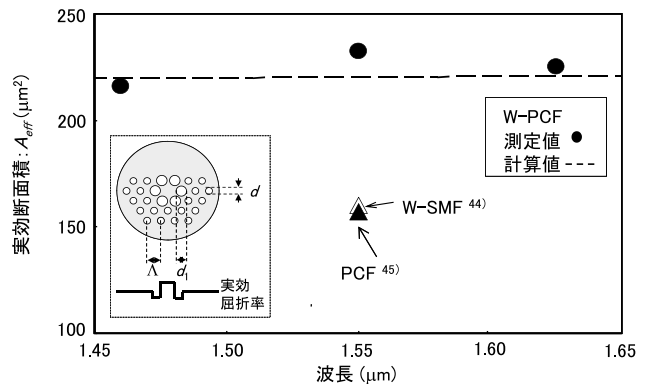 250
200
150
100
1.45
1.50
1.55
1.60
1.65
実効断面積: Aeff (μm²)
波長 (μm)
W-PCF
測定値
計算値
W-SMF 44)
PCF 45)
d
Λ
d1
実効
屈折率